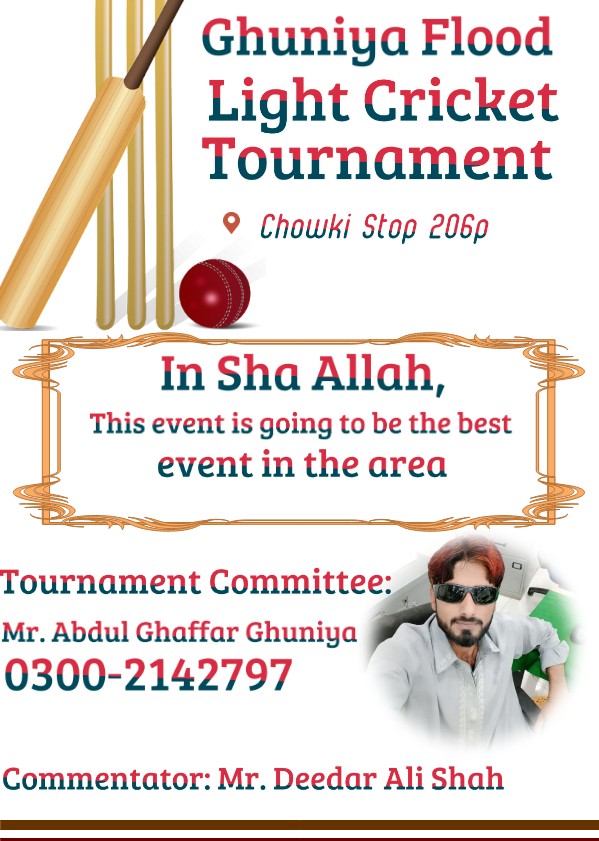 Ghuniya Flood
Light Cricket
Tournament
Chowki Stop 206p
In Sha Allah,
This event is going to be the best
event in the area
Tournament Committee:
Mr. Abdul Ghaffar Ghuniya
0300-2142797
Commentator: Mr. Deedar Ali Shah